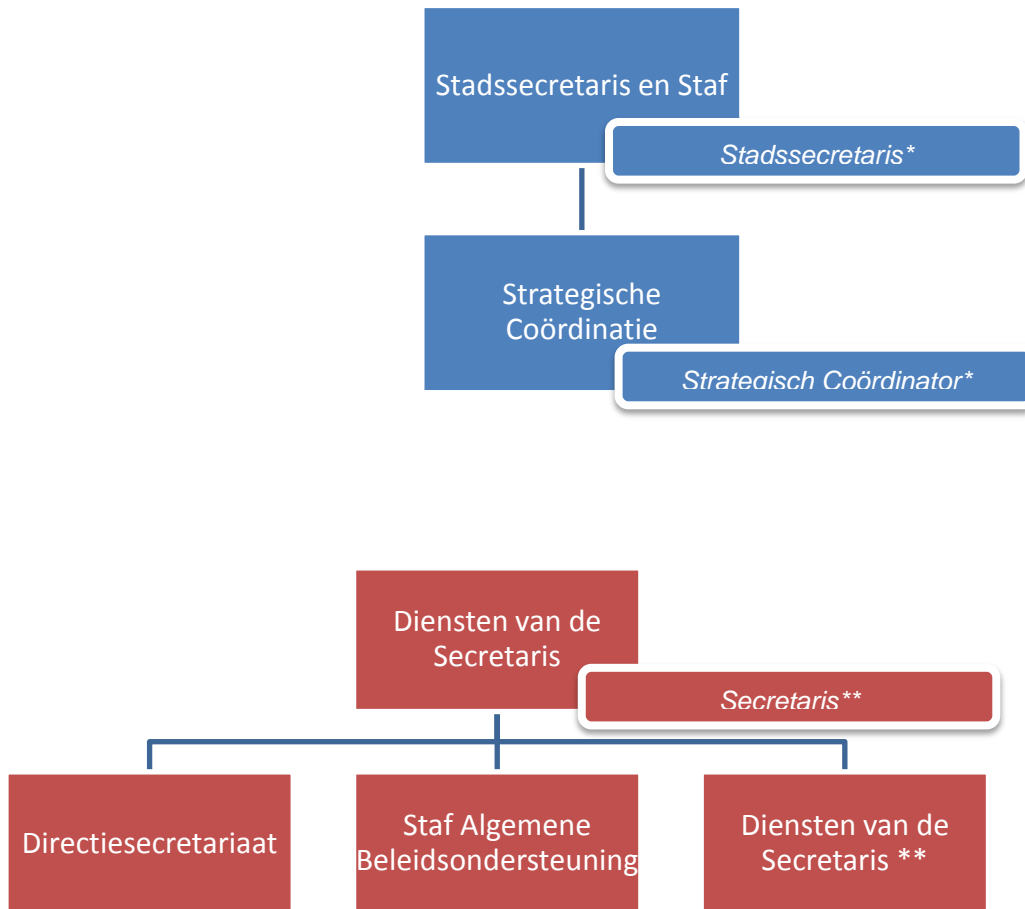 Stadssecretaris en Staf
Stadssecretaris*
Strategische
Coördinatie
Strategisch Coördinator*
Diensten van de
Secretaris
Secretaris**
Directiesecretariaat
Staf Algemene
Beleidsondersteuning
Diensten van de
Secretaris **